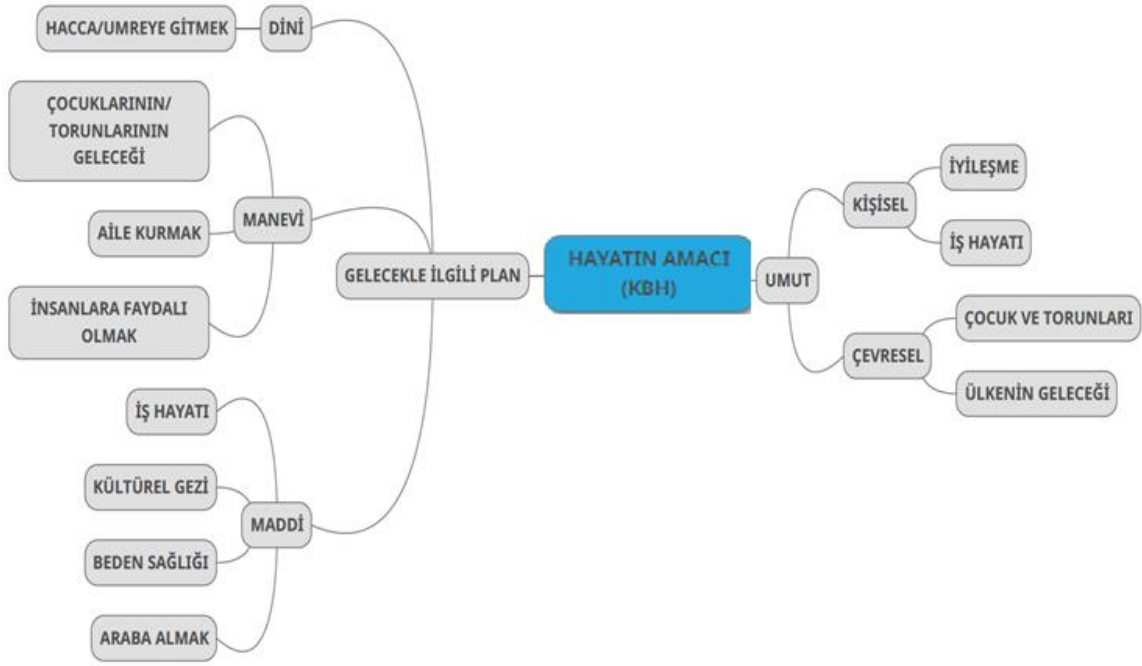 HACCA/UMREYE GİTMEK
DİNİ
ÇOCUKLARININ/
TORUNLARININ
GELECEĞİ
AİLE KURMAK
MANEVİ
İNSANLARA FAYDALI
OLMAK
İŞ HAYATI
KÜLTÜREL GEZİ
BEDEN SAĞLIĞI
ARABA ALMAK
MADDİ
GELECEKLE İLGİLİ PLAN
HAYATIN AMACI
(KBH)
UMUT
KİŞİSEL
İYİLEŞME
İŞ HAYATI
ÇEVRESEL
ÇOCUK VE TORUNLARI
ÜLKENİN GELECEĞİ